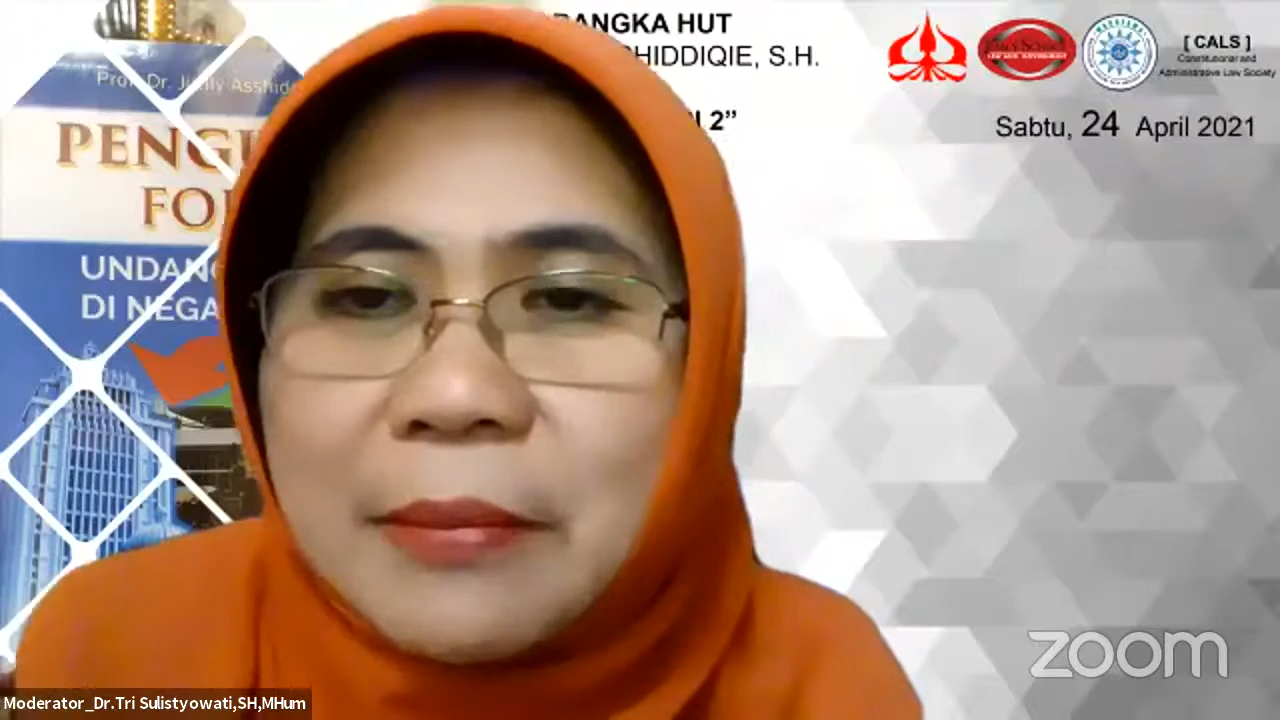 RANGKA HUT
SHIDDIQIE, S.H.
2”
[ CALS ]
Constitutional and
Administrative Law Society
Sabtu, 24 April 2021
Prof. Dr. Jimly Asshid
PENG
FO
UNDANG
DI NEGA
zoom
Moderator_Dr.Tri Sulistyowati,SH,MHum